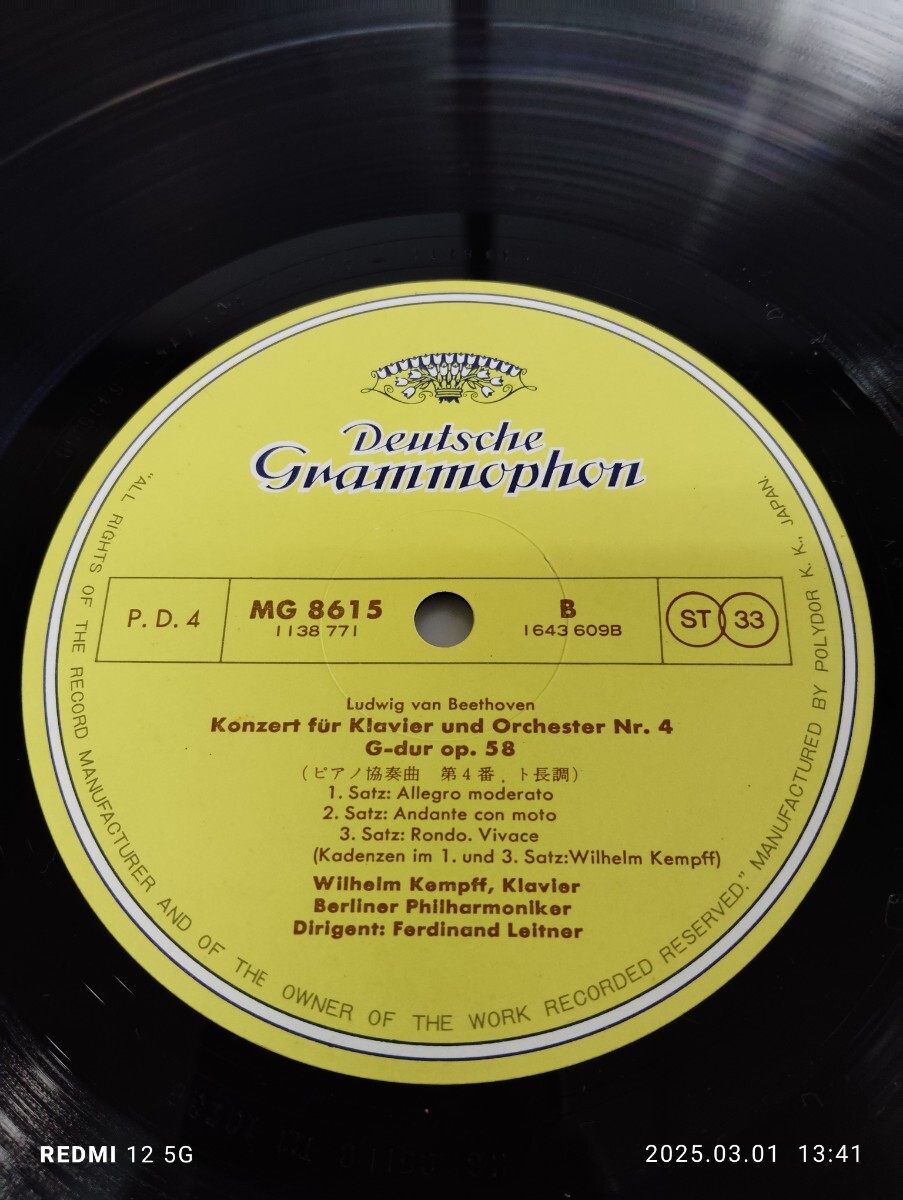 Deutsche
Grammophon
P.D.4
MG 8615
1138 771
B
1643 609B
ST 33
Ludwig van Beethoven
Konzert für Klavier und Orchester Nr. 4
G-dur op. 58
(ピアノ協奏曲 第4番,ト長調)
1. Satz: Allegro moderato
2. Satz: Andante con moto
3. Satz: Rondo. Vivace
(Kadenzen im 1. und 3. Satz:Wilhelm Kempff)
Wilhelm Kempff, Klavier
Berliner Philharmoniker
Dirigent: Ferdinand Leitner
"ALL RIGHTS OF THE RECORD MANUFACTURER AND OF THE OWNER OF THE WORK RECORDED RESERVED." MANUFACTURED BY POLYDOR K. K., JAPAN.
REDMI 12 5G
2025.03.01 13:41